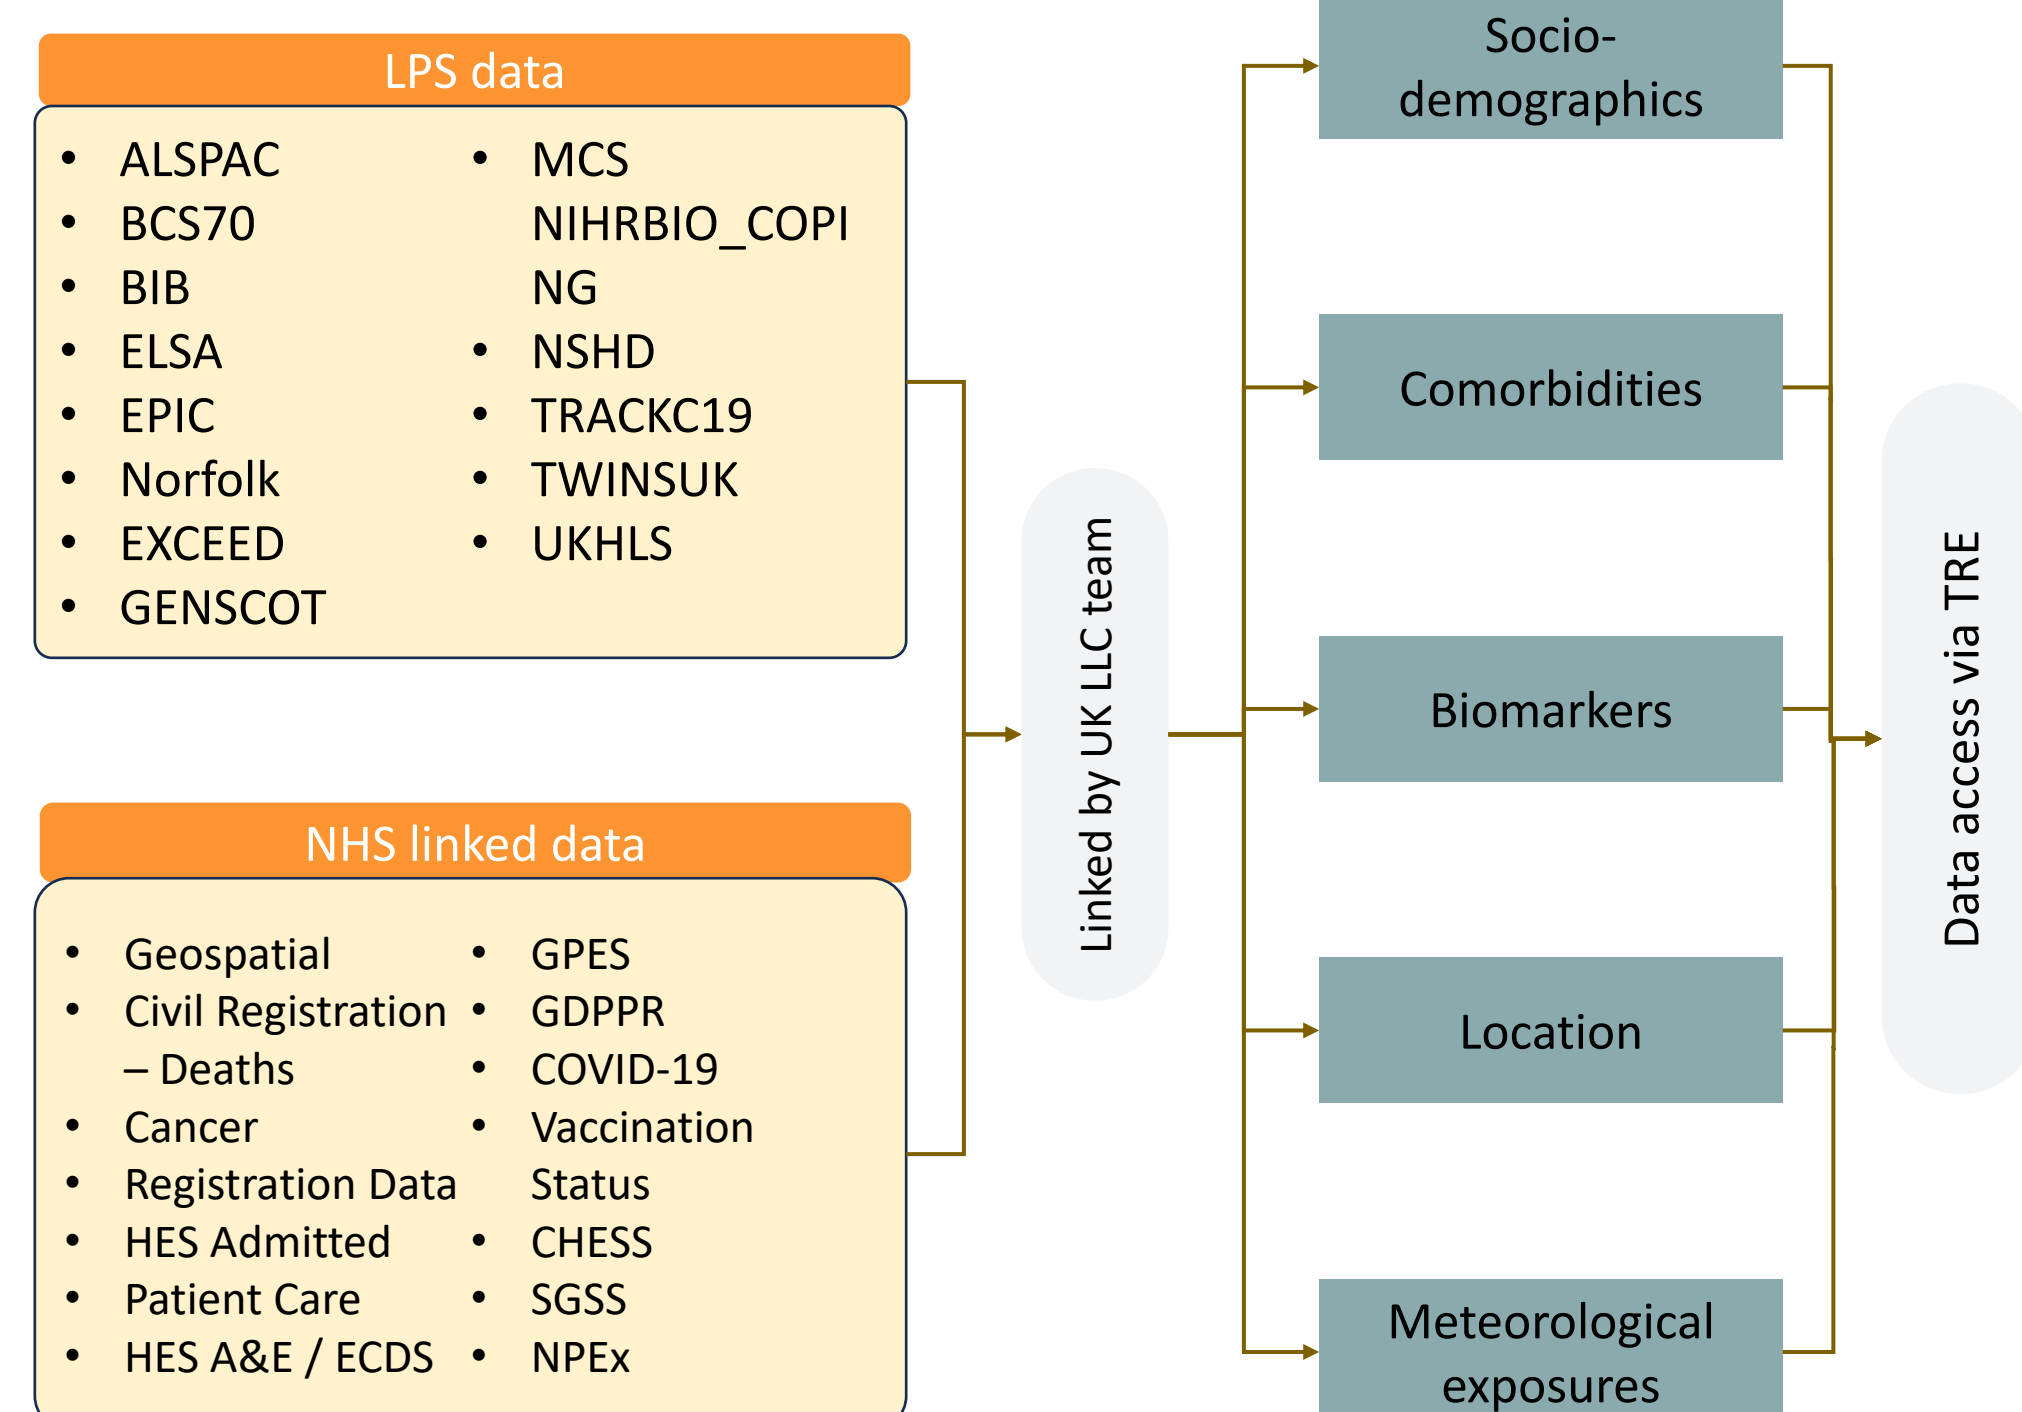 LPS data
• ALSPAC
• BCS70
• BIB
• ELSA
• EPIC
• Norfolk
• EXCEED
• GENSCOT
• MCS
NIHRBIO_COPI
NG
• NSHD
• TRACKC19
• TWINSUK
• UKHLS
NHS linked data
• Geospatial
• Civil Registration
– Deaths
• Cancer
• Registration Data
• HES Admitted
• Patient Care
• HES A&E / ECDS
• GPES
• GDPPR
• COVID-19
• Vaccination
Status
• CHESS
• SGSS
• NPEx
Linked by UK LLC team
Socio-
demographics
Comorbidities
Biomarkers
Location
Meteorological
exposures
Data access via TRE